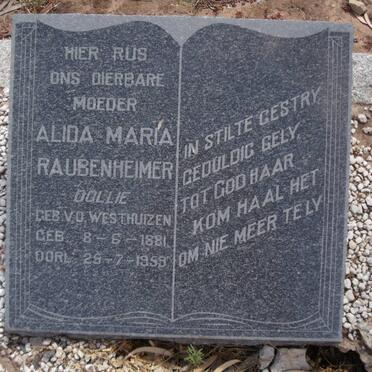 HIER RUS
ONS DIERBARE
MOEDER
ALIDA MARIA
RAUBENHEIMER
DOLLIE
GEB. V.D. WESTHUIZEN
GEB. 8-6-1881
OORL. 29-7-1959
IN STILTE GESTRY,
GEDULDIG GELY,
TOT GOD HAAR
KOM HAAL HET
OM NIE MEER TE LY